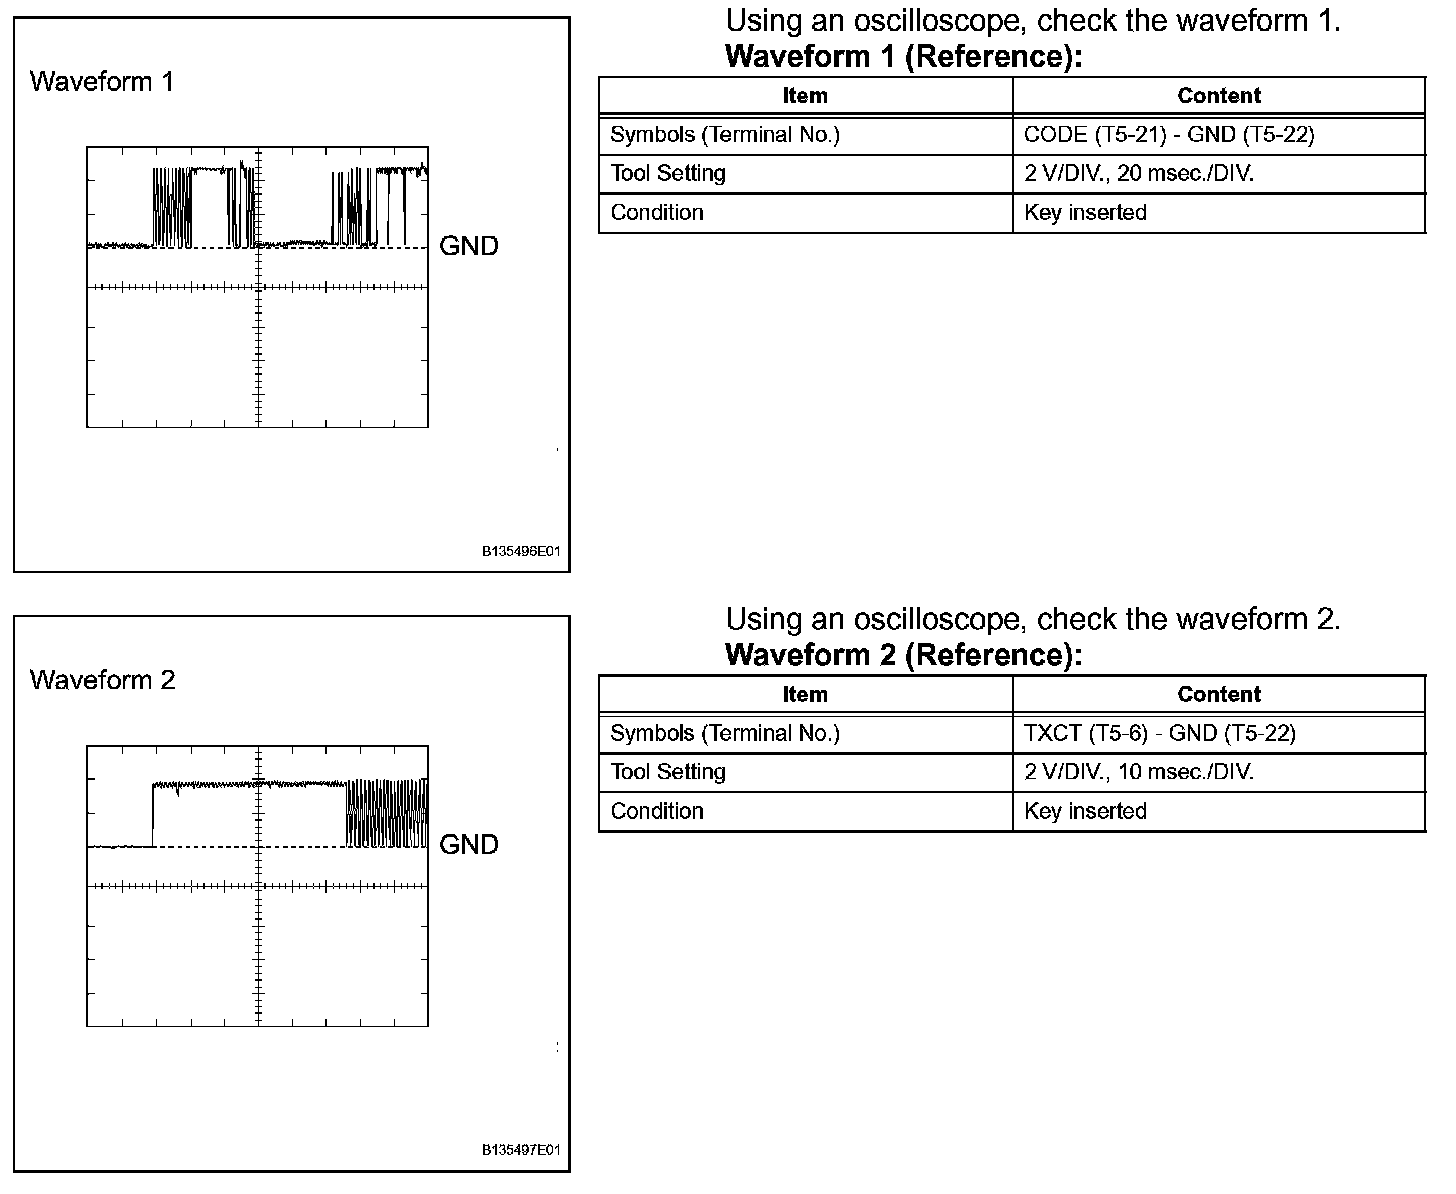 Using an oscilloscope, check the waveform 1.
Waveform 1 (Reference):
Waveform 1
Item Content
Symbols (Terminal No.) CODE (T5-21) - GND (T5-22)
Tool Setting 2 V/DIV., 20 msec./DIV.
Condition Key inserted
GND
B135496E01
Using an oscilloscope, check the waveform 2.
Waveform 2 (Reference):
Waveform 2
Item Content
Symbols (Terminal No.) TXCT (T5-6) - GND (T5-22)
Tool Setting 2 V/DIV., 10 msec./DIV.
Condition Key inserted
GND
B135497E01